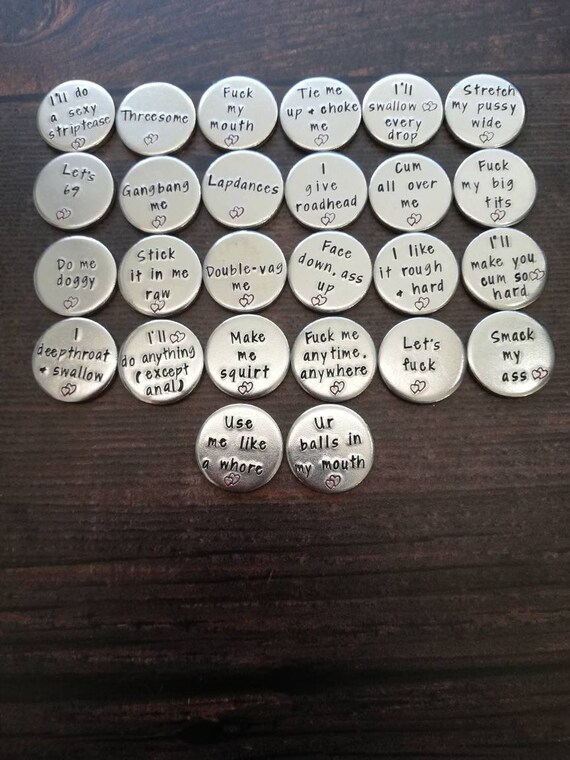 I'll do
a sexy
striptease
Threesome
Fuck
my
mouth
Tie me
up & choke
me
I'll
swallow
every
drop
Stretch
my pussy
wide
Let's
69
Gangbang
me
Lapdances
I
give
roadhead
Cum
all over
me
Fuck
my big
tits
Do me
doggy
Stick
it in me
raw
Double-vag
me
Face
down, ass
up
I like
it rough
& hard
I'll
make you
cum so
hard
I
deepthroat
& swallow
I'll
do anything
(except
anal)
Make
me
squirt
Fuck me
anytime,
anywhere
Let's
fuck
Smack
my
ass
Use
me like
a whore
Ur
balls in
my mouth